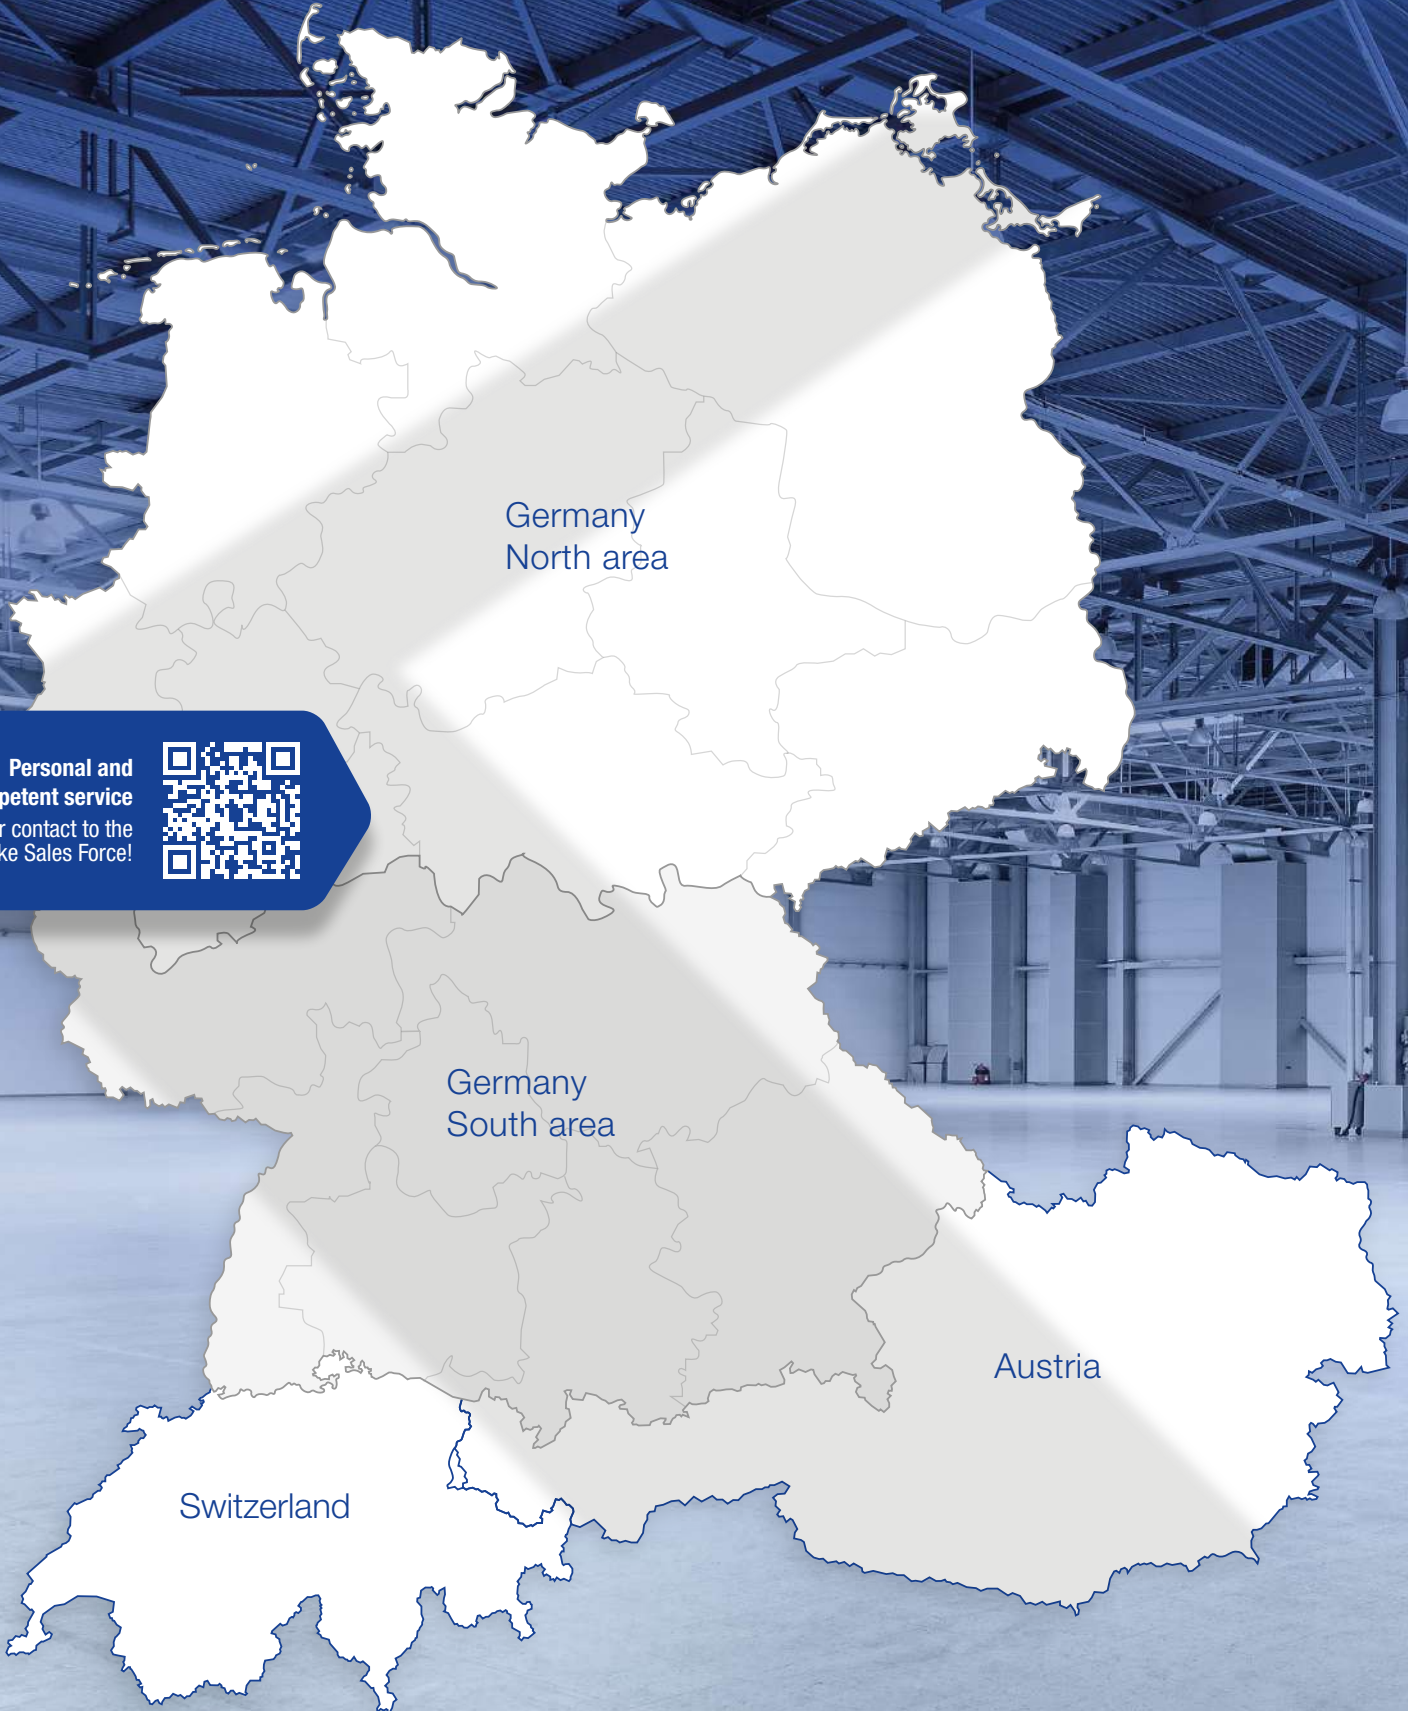 Germany
North area
Personal and
petent service
r contact to the
ke Sales Force!
Germany
South area
Austria
Switzerland